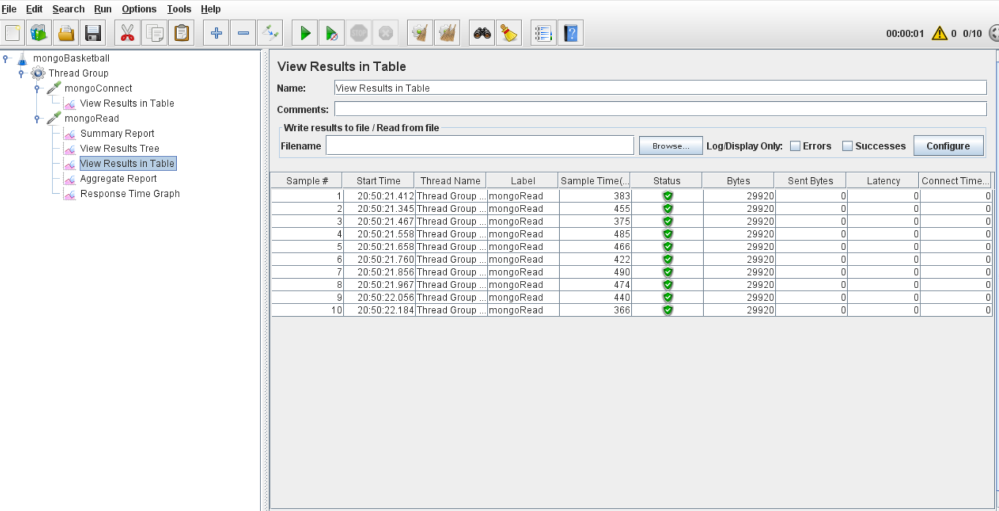 File Edit Search Run Options Tools Help
STOP
00:00:01 0 0/10
mongoBasketball
Thread Group
mongoConnect
View Results in Table
mongoRead
Summary Report
View Results Tree
View Results in Table
Aggregate Report
Response Time Graph
View Results in Table
Name: View Results in Table
Comments:
Write results to file / Read from file
Filename Browse... Log/Display Only: Errors Successes Configure
Sample # Start Time Thread Name Label Sample Time(... Status Bytes Sent Bytes Latency Connect Time...
1 20:50:21.412 Thread Group ... mongoRead 383 29920 0 0 0
2 20:50:21.345 Thread Group ... mongoRead 455 29920 0 0 0
3 20:50:21.467 Thread Group ... mongoRead 375 29920 0 0 0
4 20:50:21.558 Thread Group ... mongoRead 485 29920 0 0 0
5 20:50:21.658 Thread Group ... mongoRead 466 29920 0 0 0
6 20:50:21.760 Thread Group ... mongoRead 422 29920 0 0 0
7 20:50:21.856 Thread Group ... mongoRead 490 29920 0 0 0
8 20:50:21.967 Thread Group ... mongoRead 474 29920 0 0 0
9 20:50:22.056 Thread Group ... mongoRead 440 29920 0 0 0
10 20:50:22.184 Thread Group ... mongoRead 366 29920 0 0 0